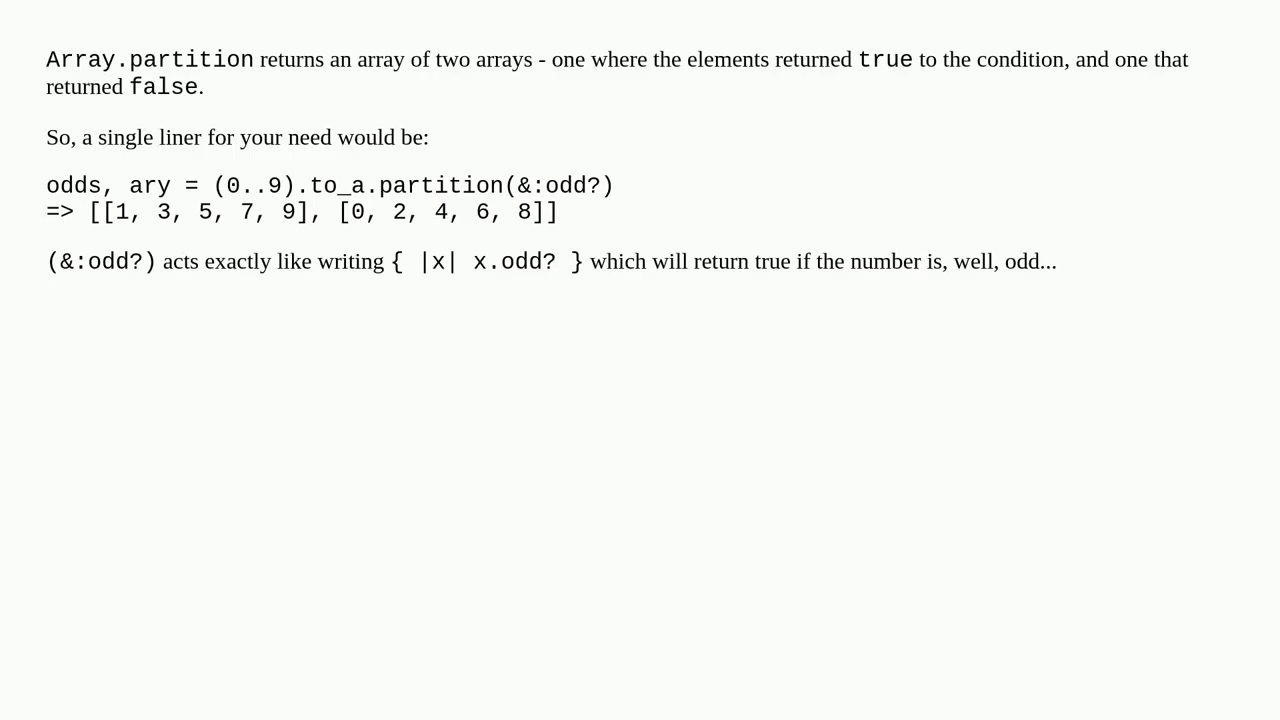 Array.partition returns an array of two arrays - one where the elements returned true to the condition, and one that
returned false.
So, a single liner for your need would be:
odds, ary = (0..9).to_a.partition(&:odd?)
=> [[1, 3, 5, 7, 9], [0, 2, 4, 6, 8]]
(&:odd?) acts exactly like writing { |x| x.odd? } which will return true if the number is, well, odd...